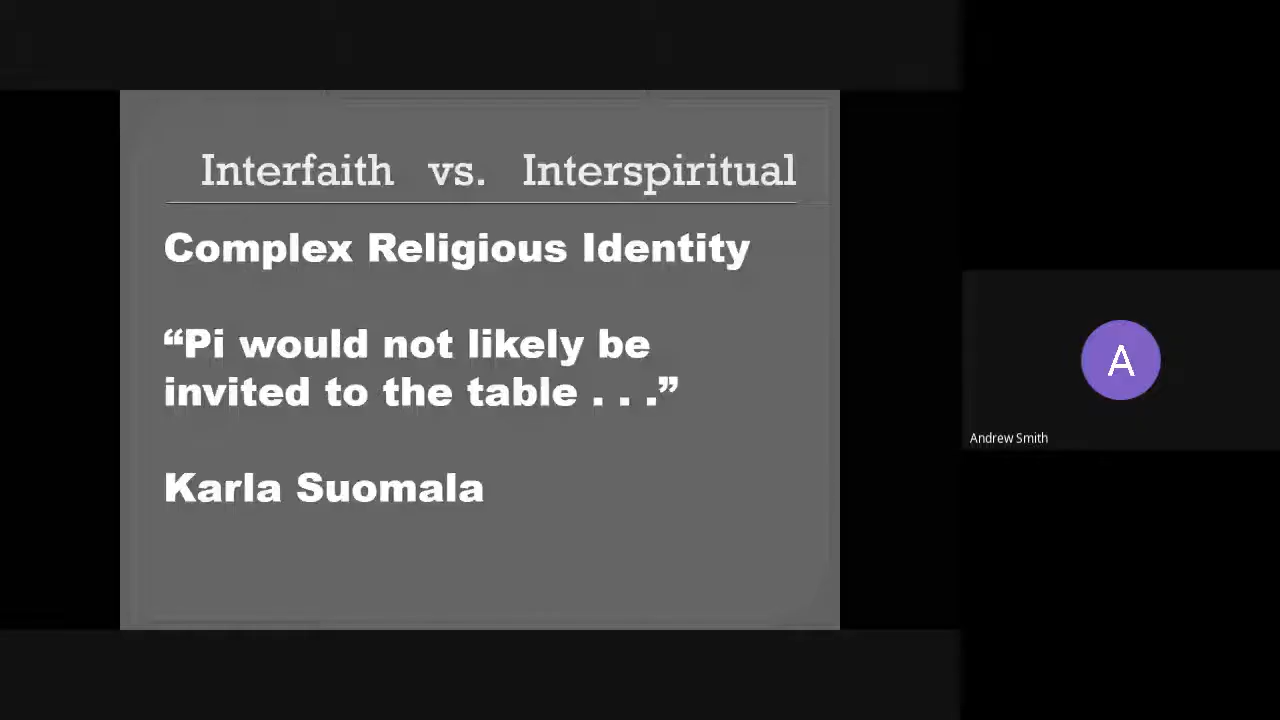 Interfaith vs. Interspiritual
Complex Religious Identity
“Pi would not likely be
invited to the table . . .”
Karla Suomala
A
Andrew Smith